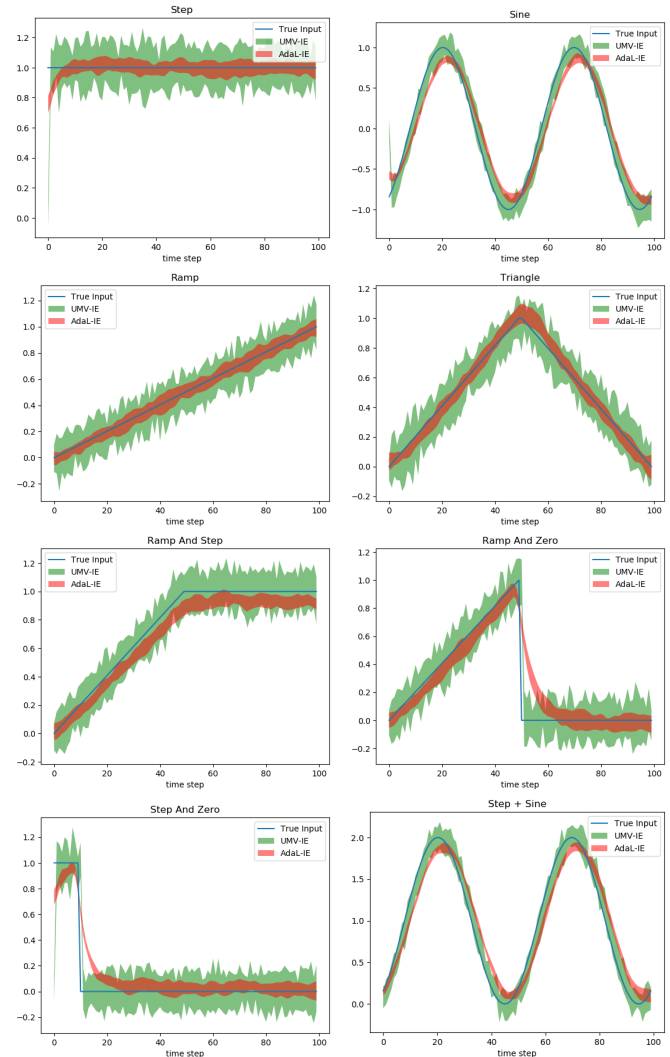 Step
True Input
UMV-IE
AdaL-IE
1.2
1.0
0.8
0.6
0.4
0.2
0.0
0 20 40 60 80 100
time step
Sine
True Input
UMV-IE
AdaL-IE
1.0
0.5
0.0
−0.5
−1.0
0 20 40 60 80 100
time step
Ramp
True Input
UMV-IE
AdaL-IE
1.2
1.0
0.8
0.6
0.4
0.2
0.0
−0.2
0 20 40 60 80 100
time step
Triangle
True Input
UMV-IE
AdaL-IE
1.2
1.0
0.8
0.6
0.4
0.2
0.0
−0.2
0 20 40 60 80 100
time step
Ramp And Step
True Input
UMV-IE
AdaL-IE
1.2
1.0
0.8
0.6
0.4
0.2
0.0
−0.2
0 20 40 60 80 100
time step
Ramp And Zero
True Input
UMV-IE
AdaL-IE
1.2
1.0
0.8
0.6
0.4
0.2
0.0
−0.2
0 20 40 60 80 100
time step
Step And Zero
True Input
UMV-IE
AdaL-IE
1.2
1.0
0.8
0.6
0.4
0.2
0.0
−0.2
0 20 40 60 80 100
time step
Step + Sine
True Input
UMV-IE
AdaL-IE
2.0
1.5
1.0
0.5
0.0
0 20 40 60 80 100
time step